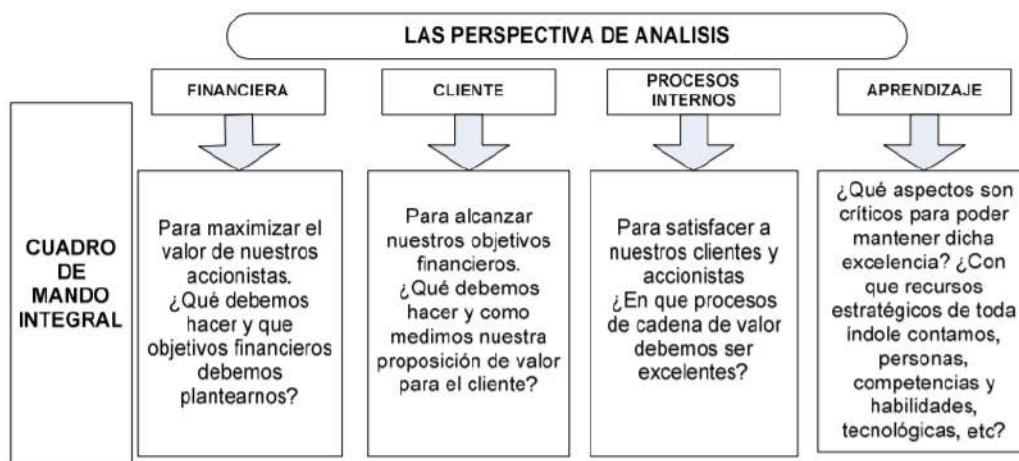 LAS PERSPECTIVA DE ANALISIS
FINANCIERA
CLIENTE
PROCESOS
INTERNOS
APRENDIZAJE
CUADRO
DE
MANDO
INTEGRAL
Para maximizar el
valor de nuestros
accionistas.
¿Qué debemos
hacer y que
objetivos financieros
debemos
plantearnos?
Para alcanzar
nuestros objetivos
financieros.
¿Qué debemos
hacer y como
medimos nuestra
proposición de valor
para el cliente?
Para satisfacer a
nuestros clientes y
accionistas
¿En que procesos
de cadena de valor
debemos ser
excelentes?
¿Qué aspectos son
críticos para poder
mantener dicha
excelencia? ¿Con
que recursos
estratégicos de toda
índole contamos,
personas,
competencias y
habilidades,
tecnológicas, etc?